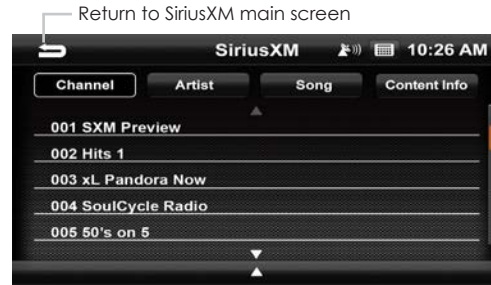 Return to SiriusXM main screen
SiriusXM 10:26 AM
Channel Artist Song Content Info
001 SXM Preview
002 Hits 1
003 xL Pandora Now
004 SoulCycle Radio
005 50's on 5